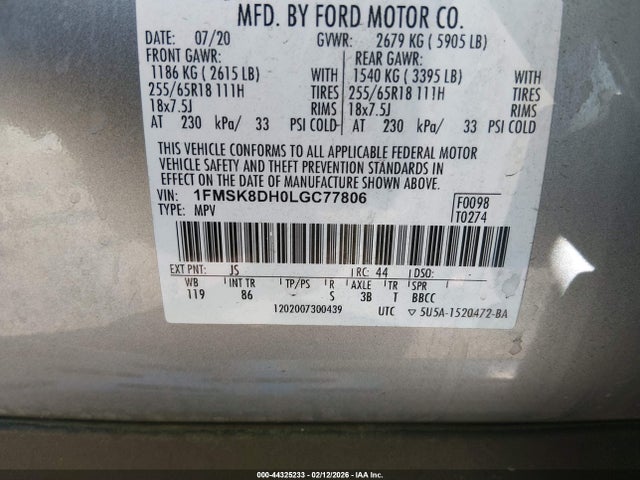 MFD. BY FORD MOTOR CO.
DATE: 07/20 GVWR: 2679 KG ( 5905 LB)
FRONT GAWR: REAR GAWR:
1186 KG ( 2615 LB) WITH 1540 KG ( 3395 LB) WITH
255/65R18 111H TIRES 255/65R18 111H TIRES
18x7.5J RIMS 18x7.5J RIMS
AT 230 kPa/ 33 PSI COLD AT 230 kPa/ 33 PSI COLD
THIS VEHICLE CONFORMS TO ALL APPLICABLE FEDERAL MOTOR
VEHICLE SAFETY AND THEFT PREVENTION STANDARDS IN
EFFECT ON THE DATE OF MANUFACTURE SHOWN ABOVE.
VIN: 1FMSK8DH0LGC77806 F0098
TYPE: MPV T0274
EXT PNT: JS RC: 44 DSO:
WB INT TR TP/PS R AXLE TR SPR
119 86 - S 3B T BBCC
1202007300439 UTC ▽ 5U5A-1520472-BA
000-44325233 - 02/12/2026 - IAA Inc.